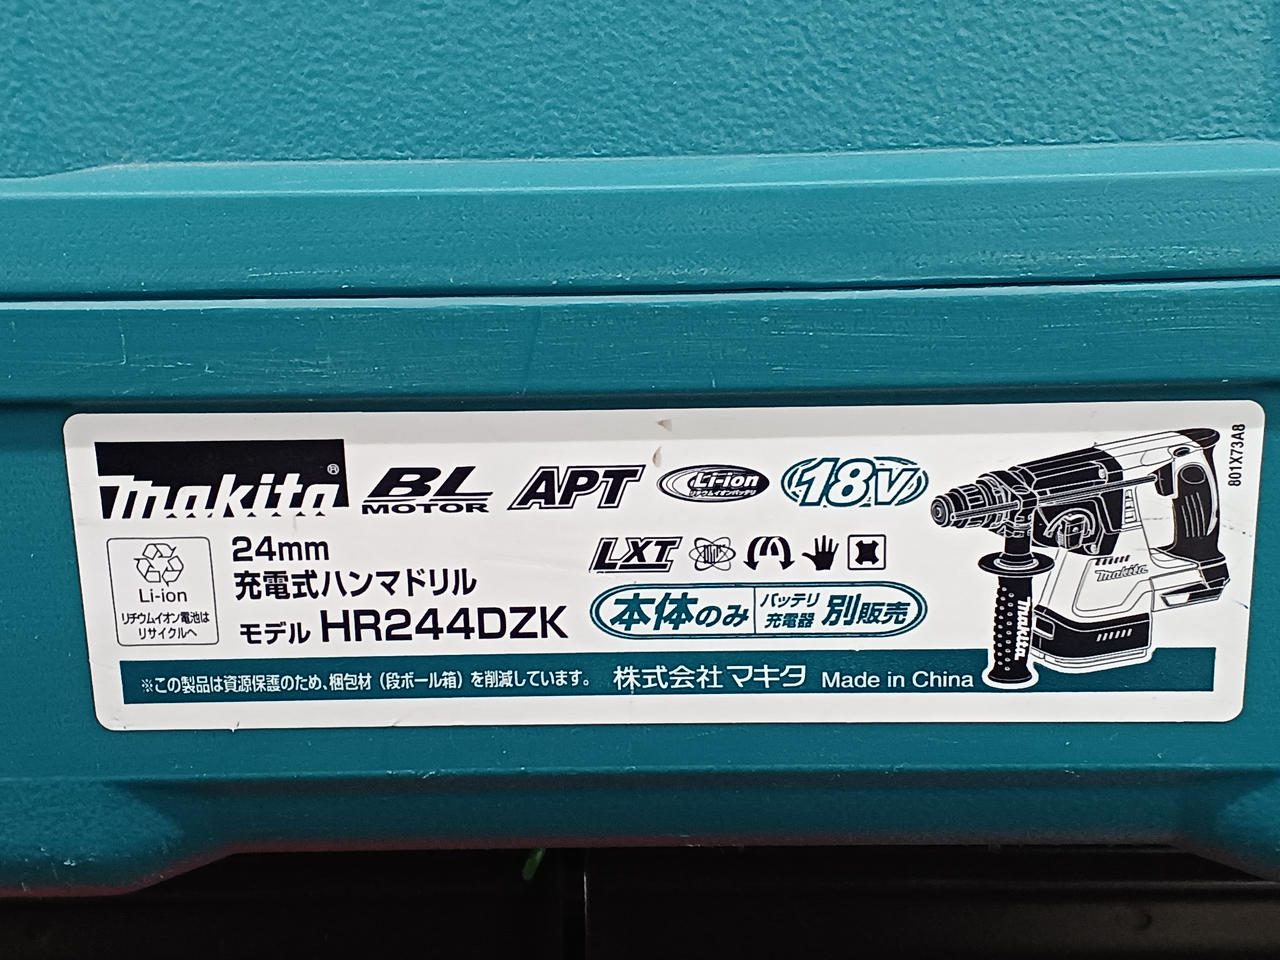 makita®
BL MOTOR
APT
Li-ion
リチウムイオンバッテリ
18V
801X73A8
Li-ion
リチウムイオン電池は
リサイクルへ
24mm
充電式ハンマドリル
モデル HR244DZK
LXT
本体のみ バッテリ 充電器 別販売
makita
makita
※この製品は資源保護のため、梱包材（段ボール箱）を削減しています。 株式会社マキタ Made in China